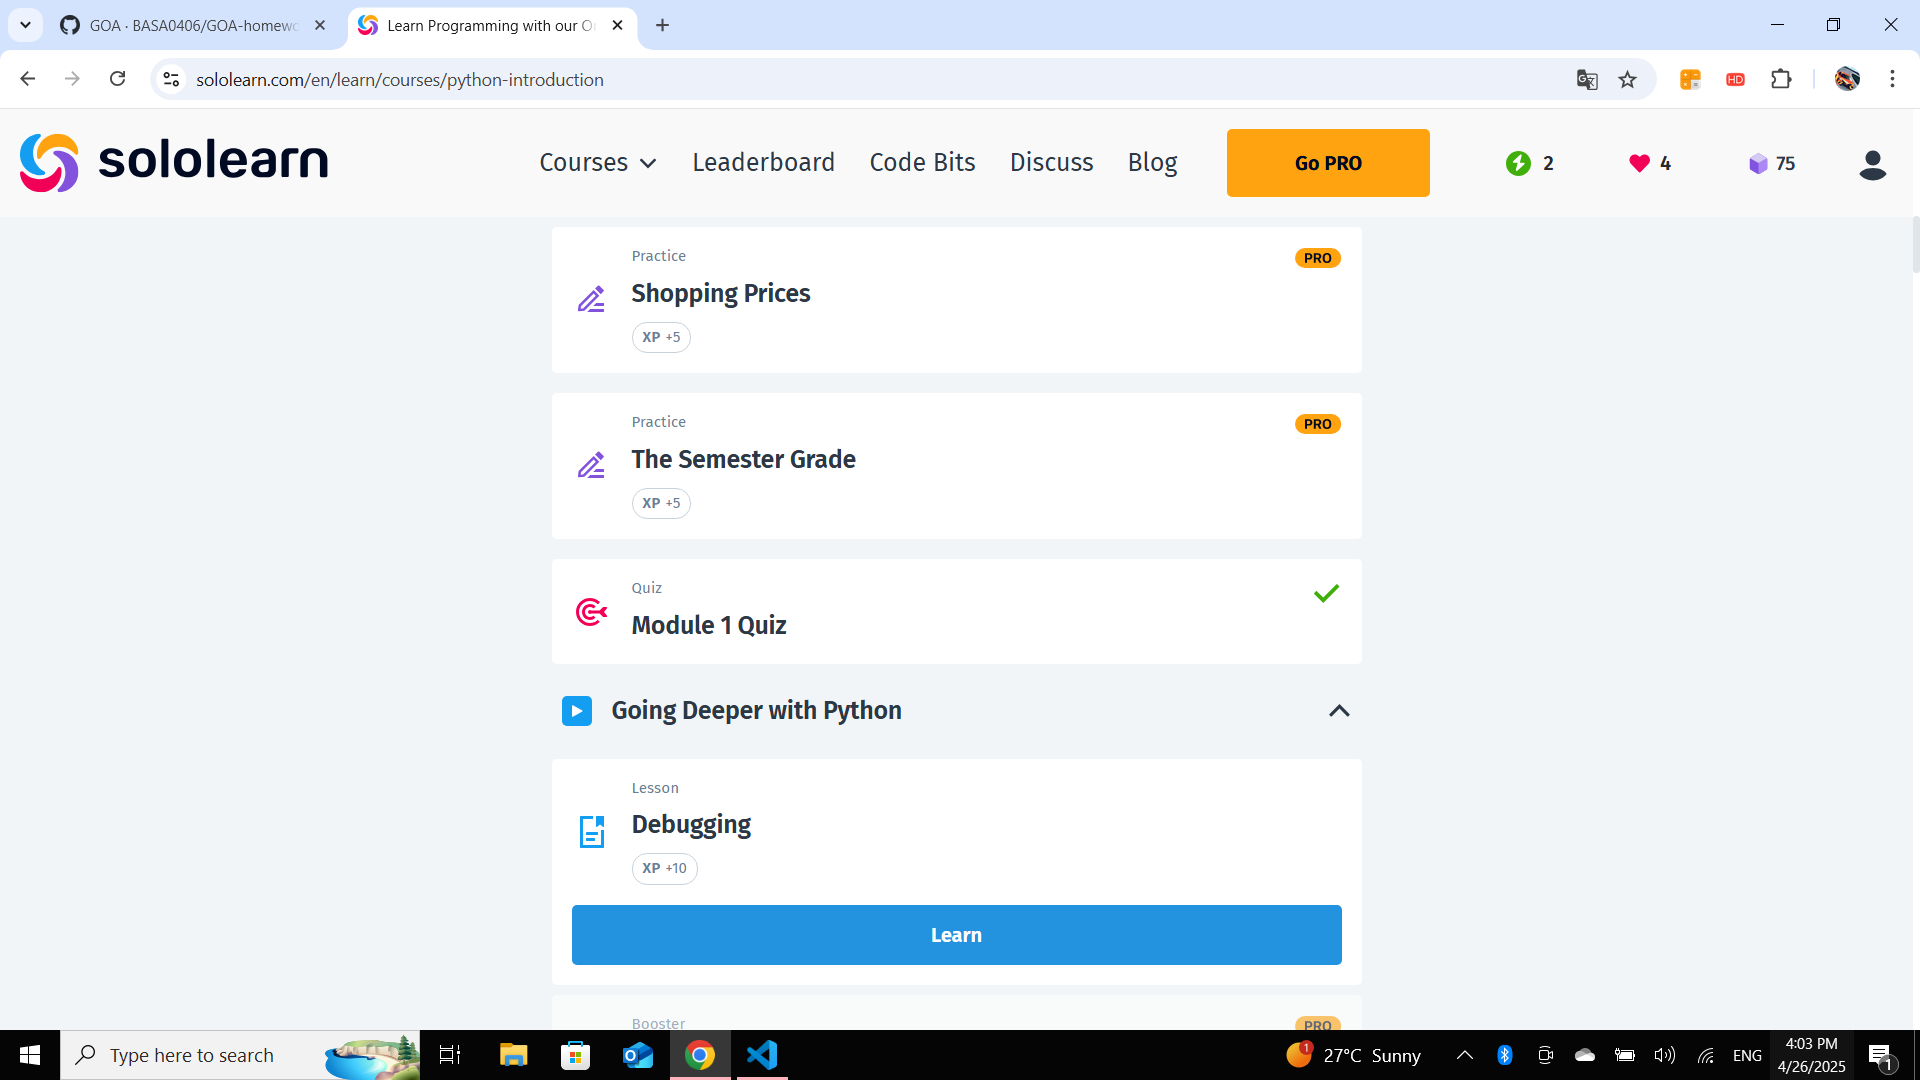 GOA · BASA0406/GOA-homewo
Learn Programming with our O
sololearn.com/en/learn/courses/python-introduction
HD
sololearn
Courses
Leaderboard
Code Bits
Discuss
Blog
Go PRO
2
4
75
Practice
PRO
Shopping Prices
XP +5
Practice
PRO
The Semester Grade
XP +5
Quiz
Module 1 Quiz
Going Deeper with Python
Lesson
Debugging
XP +10
Learn
Booster
PRO
Type here to search
1
27°C Sunny
ENG
4:03 PM
4/26/2025
1